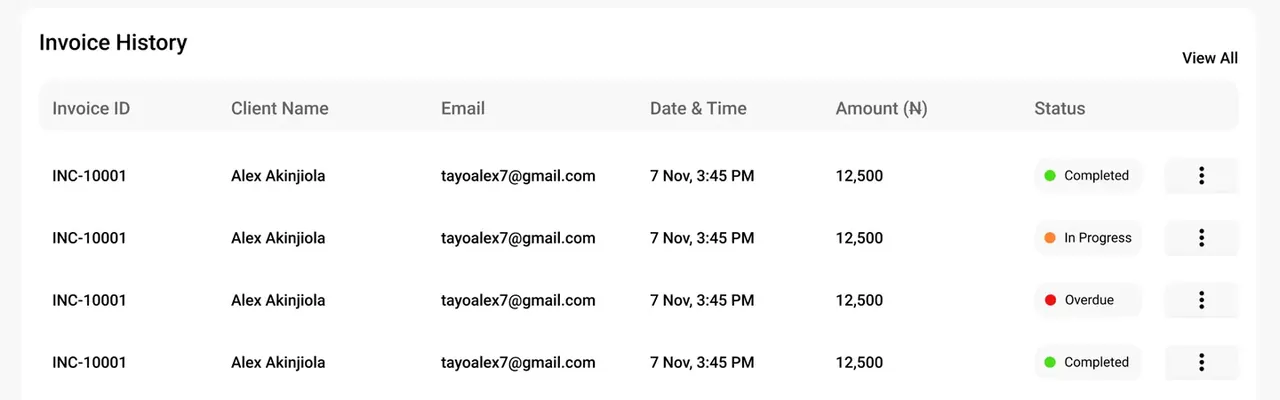 Invoice History
View All
Invoice ID Client Name Email Date & Time Amount (₦) Status
INC-10001 Alex Akinjiola tayoalex7@gmail.com 7 Nov, 3:45 PM 12,500 Completed
INC-10001 Alex Akinjiola tayoalex7@gmail.com 7 Nov, 3:45 PM 12,500 In Progress
INC-10001 Alex Akinjiola tayoalex7@gmail.com 7 Nov, 3:45 PM 12,500 Overdue
INC-10001 Alex Akinjiola tayoalex7@gmail.com 7 Nov, 3:45 PM 12,500 Completed